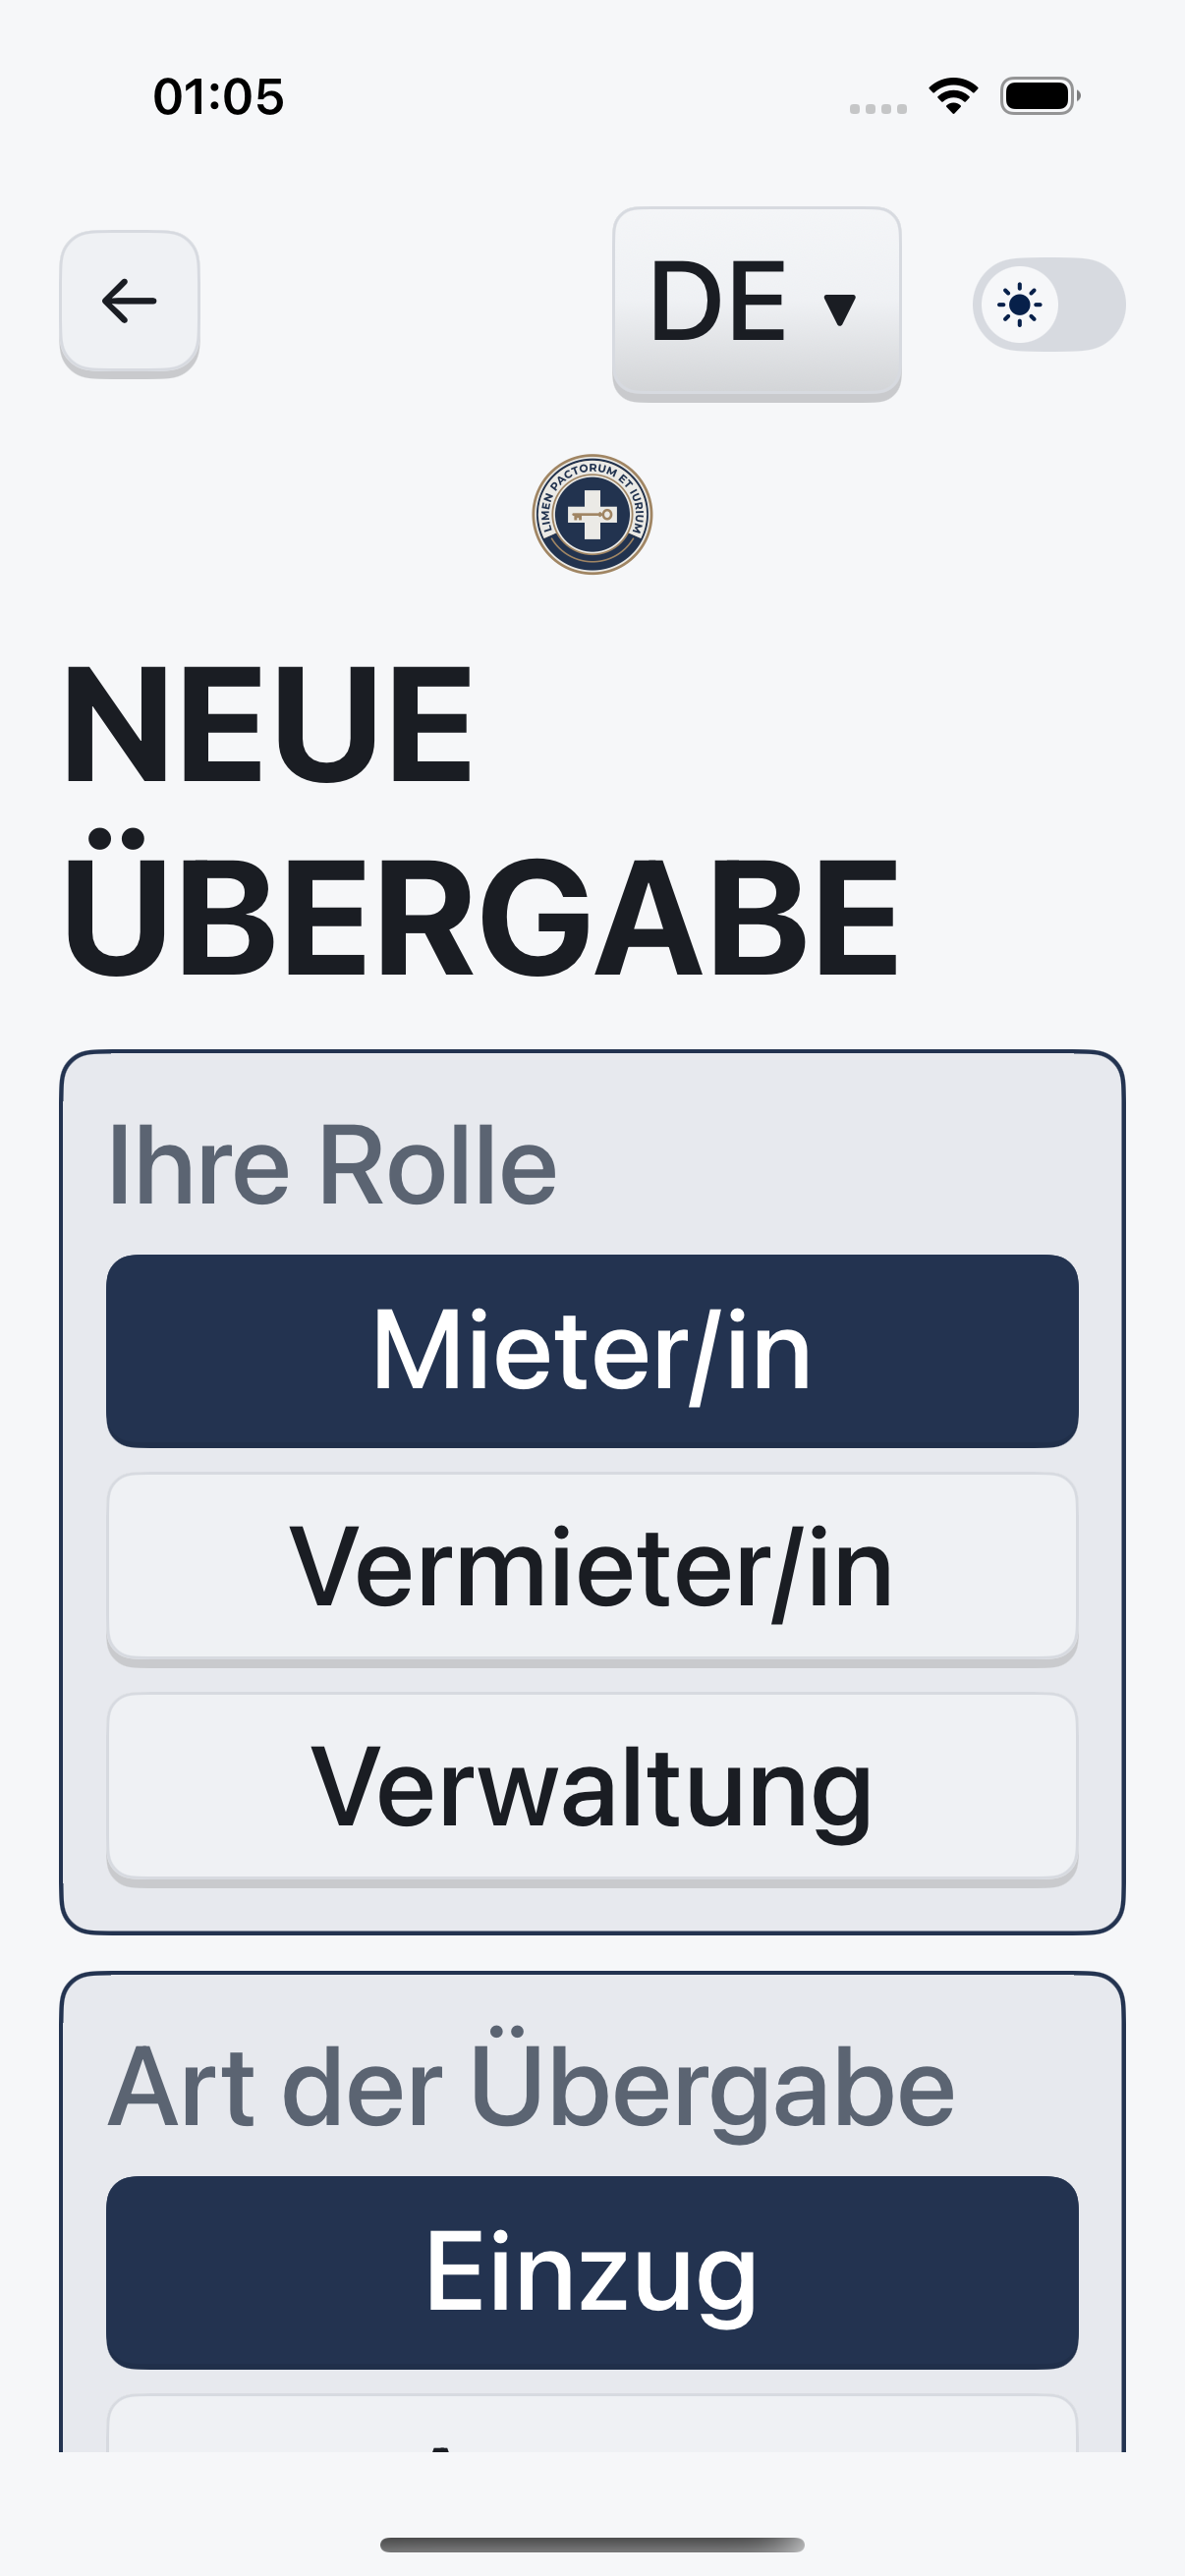 01:05
DE
LIMEN PACTORUM ET IURIUM
NEUE
ÜBERGABE
Ihre Rolle
Mieter/in
Vermieter/in
Verwaltung
Art der Übergabe
Einzug